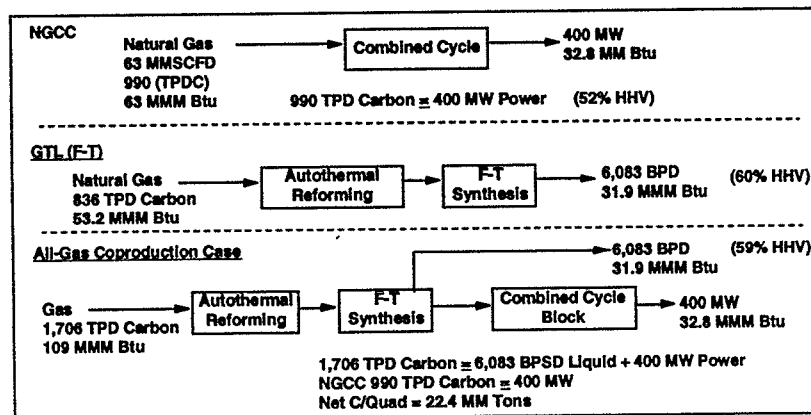 NGCC
Natural Gas
63 MMSCFD
990 (TPDC)
63 MMM Btu
Combined Cycle
400 MW
32.8 MM Btu
990 TPD Carbon = 400 MW Power (52% HHV)
GTL (F-T)
Natural Gas
836 TPD Carbon
53.2 MMM Btu
Autothermal
Reforming
F-T
Synthesis
6,083 BPD
31.9 MMM Btu
(60% HHV)
All-Gas Coproduction Case
6,083 BPD
31.9 MMM Btu
(59% HHV)
Gas
1,706 TPD Carbon
109 MMM Btu
Autothermal
Reforming
F-T
Synthesis
Combined Cycle
Block
400 MW
32.8 MMM Btu
1,706 TPD Carbon = 6,083 BPSD Liquid + 400 MW Power
NGCC 990 TPD Carbon = 400 MW
Net C/Quad = 22.4 MM Tons